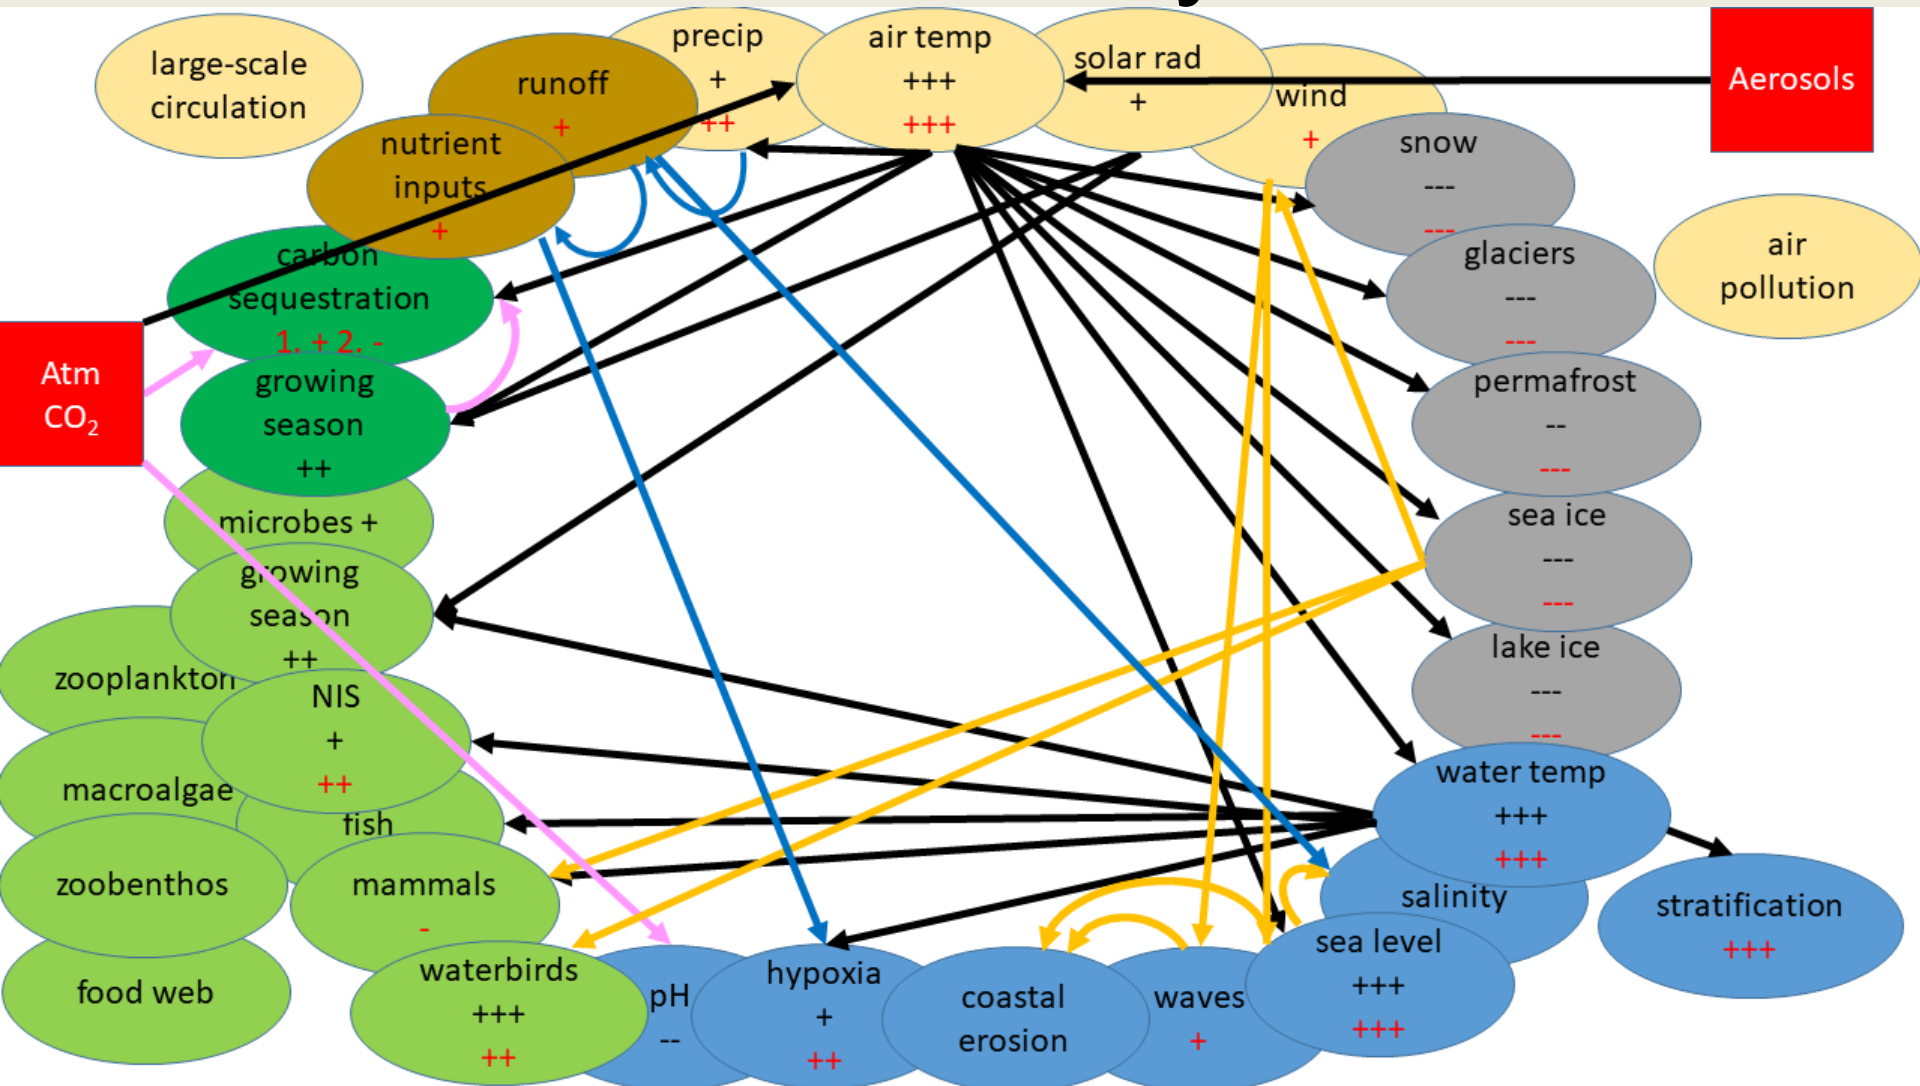 large-scale
circulation
runoff
+
precip
+
++
air temp
+++
+++
solar rad
+
wind
+
Aerosols
nutrient
inputs
+
snow
---
---
carbon
sequestration
1. + 2. -
glaciers
---
---
air
pollution
Atm
CO₂
growing
season
++
permafrost
--
---
microbes +
sea ice
---
---
growing
season
++
zooplankton
lake ice
---
---
NIS
+
++
macroalgae
fish
water temp
+++
+++
zoobenthos
mammals
-
salinity
stratification
+++
food web
waterbirds
+++
++
pH
--
hypoxia
+
++
coastal
erosion
waves
+
sea level
+++
+++